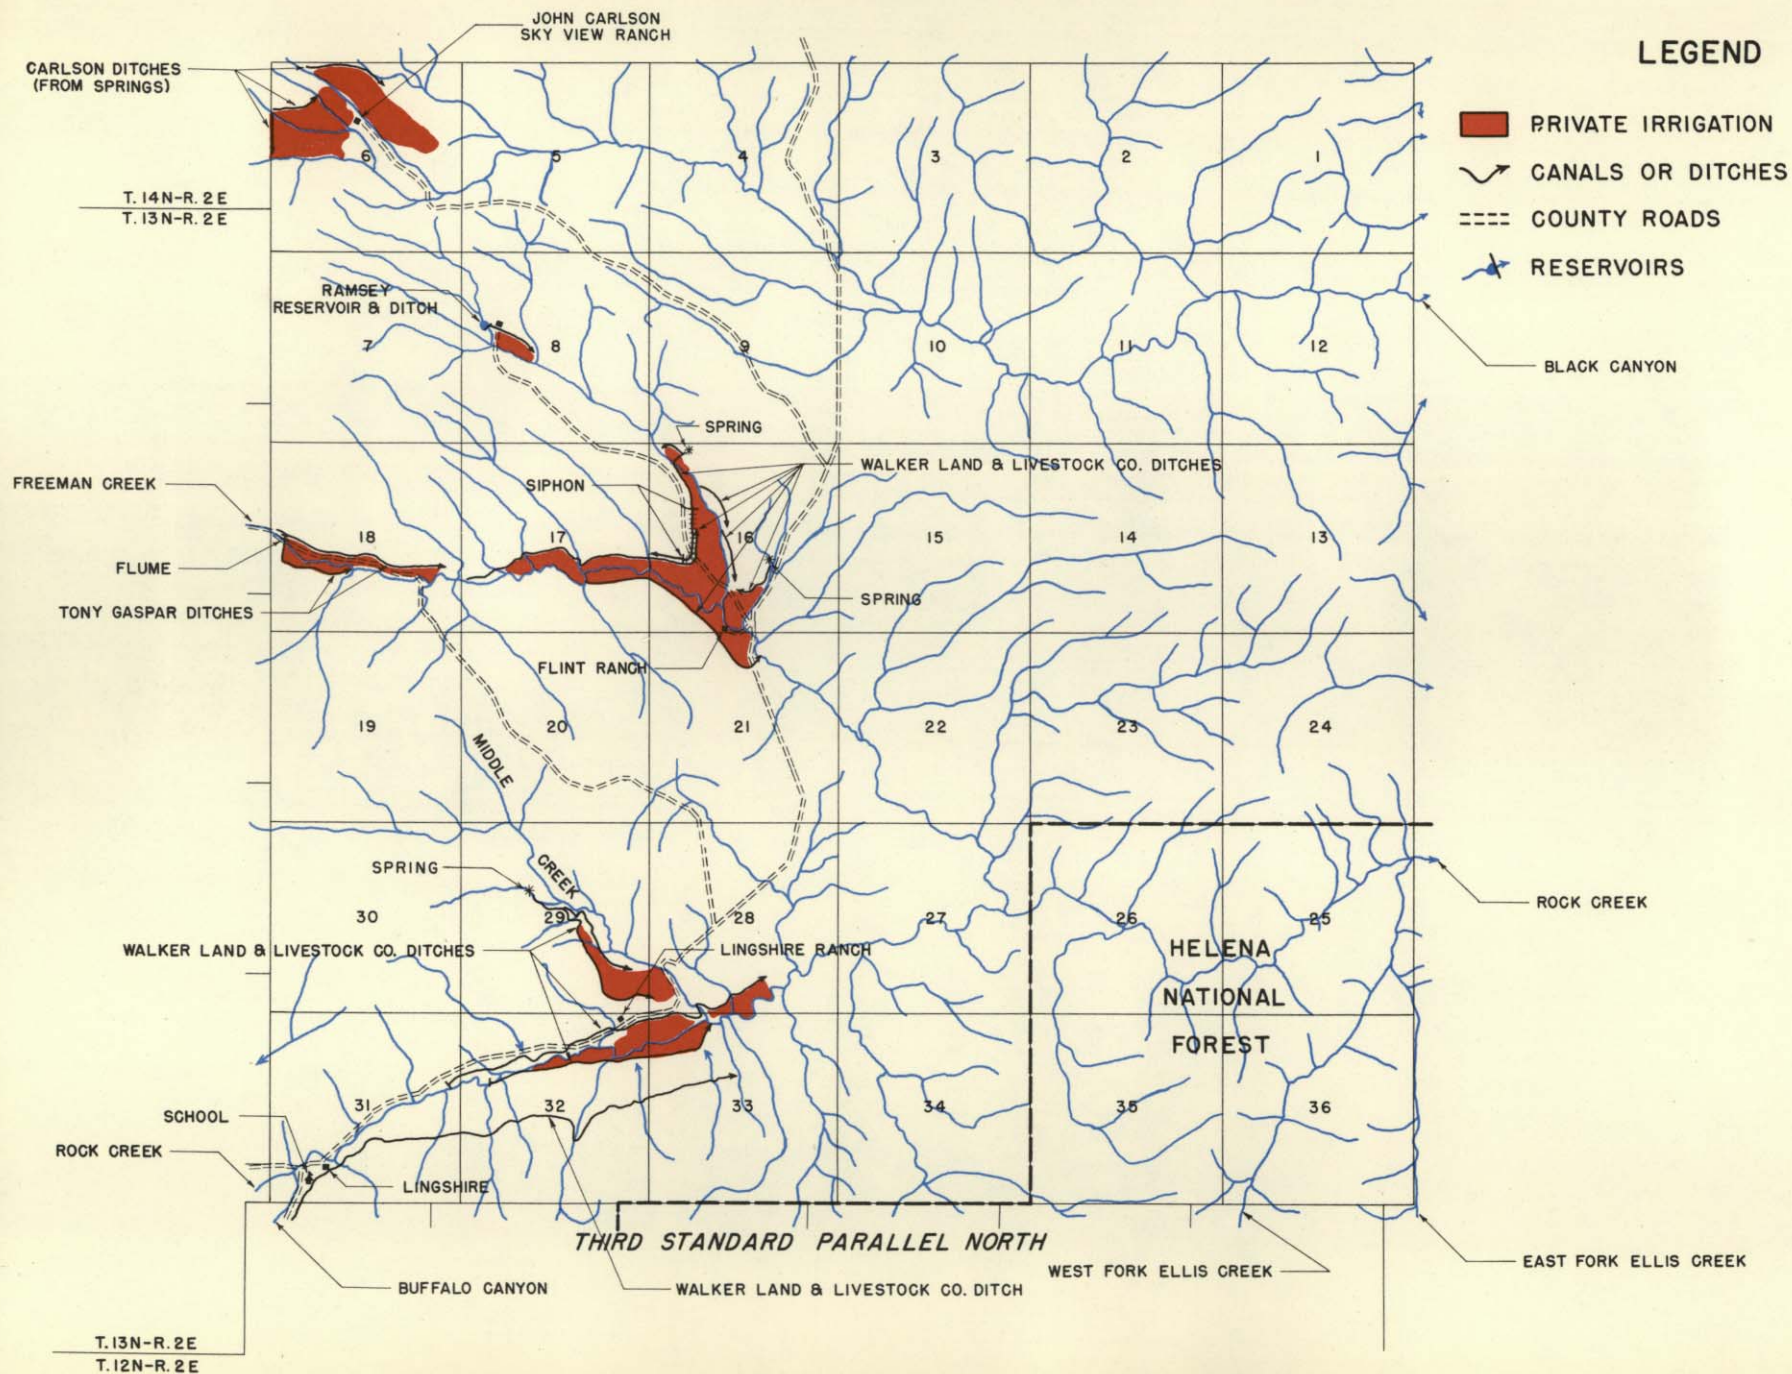 JOHN CARLSON
SKY VIEW RANCH
LEGEND
CARLSON DITCHES
(FROM SPRINGS)
PRIVATE IRRIGATION
CANALS OR DITCHES
COUNTY ROADS
RESERVOIRS
6 5 4 3 2 1
T. 14N-R. 2E
T. 13N-R. 2E
RAMSEY
RESERVOIR & DITCH
7 8 9 10 11 12
BLACK CANYON
SPRING
WALKER LAND & LIVESTOCK CO. DITCHES
FREEMAN CREEK
SIPHON
18 17 16 15 14 13
FLUME
SPRING
TONY GASPAR DITCHES
FLINT RANCH
19 20 21 22 23 24
MIDDLE
CREEK
SPRING
ROCK CREEK
30 29 28 27 26 25
WALKER LAND & LIVESTOCK CO. DITCHES
LINGSHIRE RANCH
HELENA
NATIONAL
FOREST
31 32 33 34 35 36
SCHOOL
ROCK CREEK
LINGSHIRE
THIRD STANDARD PARALLEL NORTH
WEST FORK ELLIS CREEK
EAST FORK ELLIS CREEK
BUFFALO CANYON
WALKER LAND & LIVESTOCK CO. DITCH
T. 13N-R. 2E
T. 12N-R. 2E